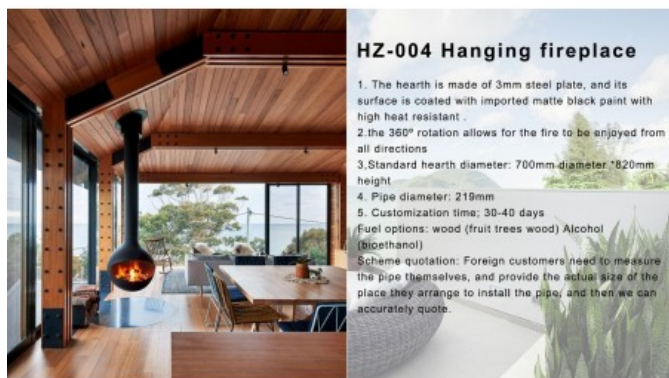 HZ-004 Hanging fireplace
1. The hearth is made of 3mm steel plate, and its
surface is coated with imported matte black paint with
high heat resistant .
2.the 360º rotation allows for the fire to be enjoyed from
all directions
3,Standard hearth diameter: 700mm diameter *820mm
height
4. Pipe diameter: 219mm
5. Customization time; 30-40 days
Fuel options: wood (fruit trees wood) Alcohol
(bioethanol)
Scheme quotation: Foreign customers need to measure
the pipe themselves, and provide the actual size of the
place they arrange to install the pipe, and then we can
accurately quote.